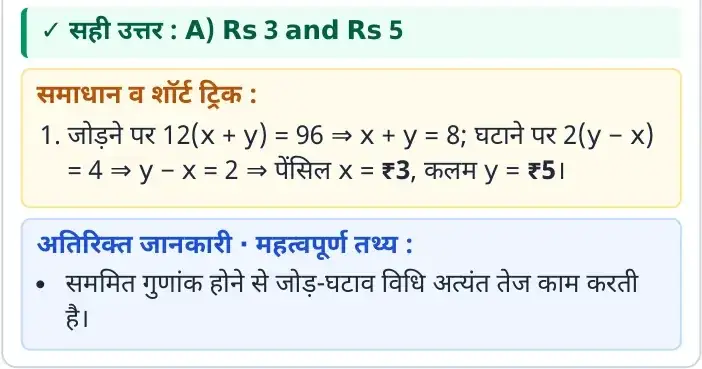 ✓ सही उत्तर : A) Rs 3 and Rs 5
समाधान व शॉर्ट ट्रिक :
1. जोड़ने पर 12(x + y) = 96 ⇒ x + y = 8; घटाने पर 2(y − x)
= 4 ⇒ y − x = 2 ⇒ पेंसिल x = ₹3, कलम y = ₹5।
अतिरिक्त जानकारी · महत्वपूर्ण तथ्य :
• सममित गुणांक होने से जोड़-घटाव विधि अत्यंत तेज काम करती
है।